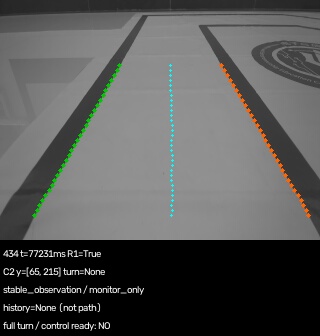 434 t=77231ms R1=True
C2 y=[65, 215] turn=None
stable_observation / monitor_only
history=None (not path)
full turn / control ready: NO